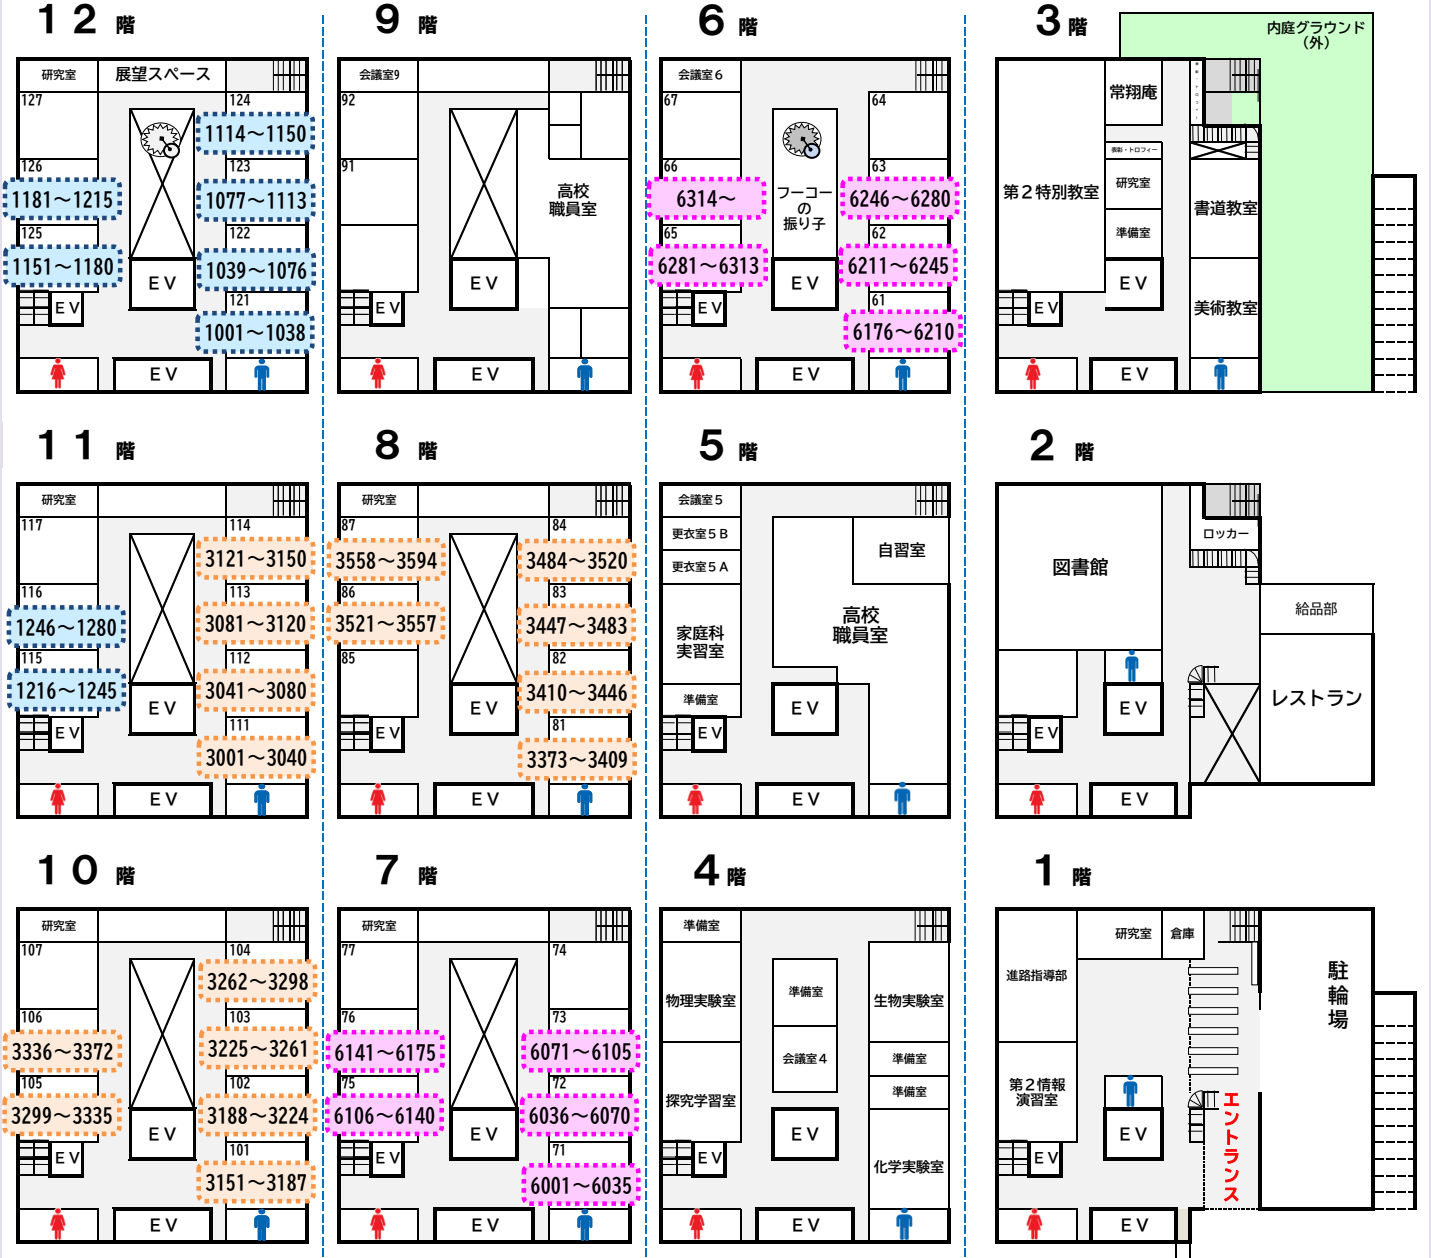 １２ 階
研究室
展望スペース
127
124
1114～1150
126
123
1181～1215
1077～1113
125
122
1151～1180
1039～1076
ＥＶ
ＥＶ
121
1001～1038
ＥＶ
１１ 階
研究室
117
114
3121～3150
116
113
1246～1280
3081～3120
115
112
1216～1245
3041～3080
ＥＶ
ＥＶ
111
3001～3040
ＥＶ
１０ 階
研究室
107
104
3262～3298
106
103
3336～3372
3225～3261
105
102
3299～3335
3188～3224
ＥＶ
ＥＶ
101
3151～3187
ＥＶ
９ 階
会議室9
92
91
高校
職員室
ＥＶ
ＥＶ
ＥＶ
８ 階
研究室
87
84
3558～3594
3484～3520
86
83
3521～3557
3447～3483
85
82
3410～3446
ＥＶ
ＥＶ
81
3373～3409
ＥＶ
７ 階
研究室
77
74
76
73
6141～6175
6071～6105
75
72
6106～6140
6036～6070
ＥＶ
ＥＶ
71
6001～6035
ＥＶ
６ 階
会議室６
67
64
66
63
6314～
フーコー
の
振り子
6246～6280
65
62
6281～6313
6211～6245
ＥＶ
ＥＶ
61
6176～6210
ＥＶ
５ 階
会議室５
更衣室５Ｂ
更衣室５Ａ
自習室
家庭科
実習室
高校
職員室
準備室
ＥＶ
ＥＶ
ＥＶ
４ 階
準備室
物理実験室
準備室
生物実験室
会議室４
準備室
準備室
探究学習室
ＥＶ
ＥＶ
化学実験室
ＥＶ
３ 階
内庭グラウンド
（外）
常翔庵
表彰・トロフィー
第２特別教室
研究室
書道教室
準備室
ＥＶ
ＥＶ
美術教室
ＥＶ
２ 階
ロッカー
図書館
給品部
レストラン
ＥＶ
ＥＶ
ＥＶ
１ 階
研究室
倉庫
進路指導部
駐輪場
第２情報
演習室
エントランス
ＥＶ
ＥＶ
ＥＶ